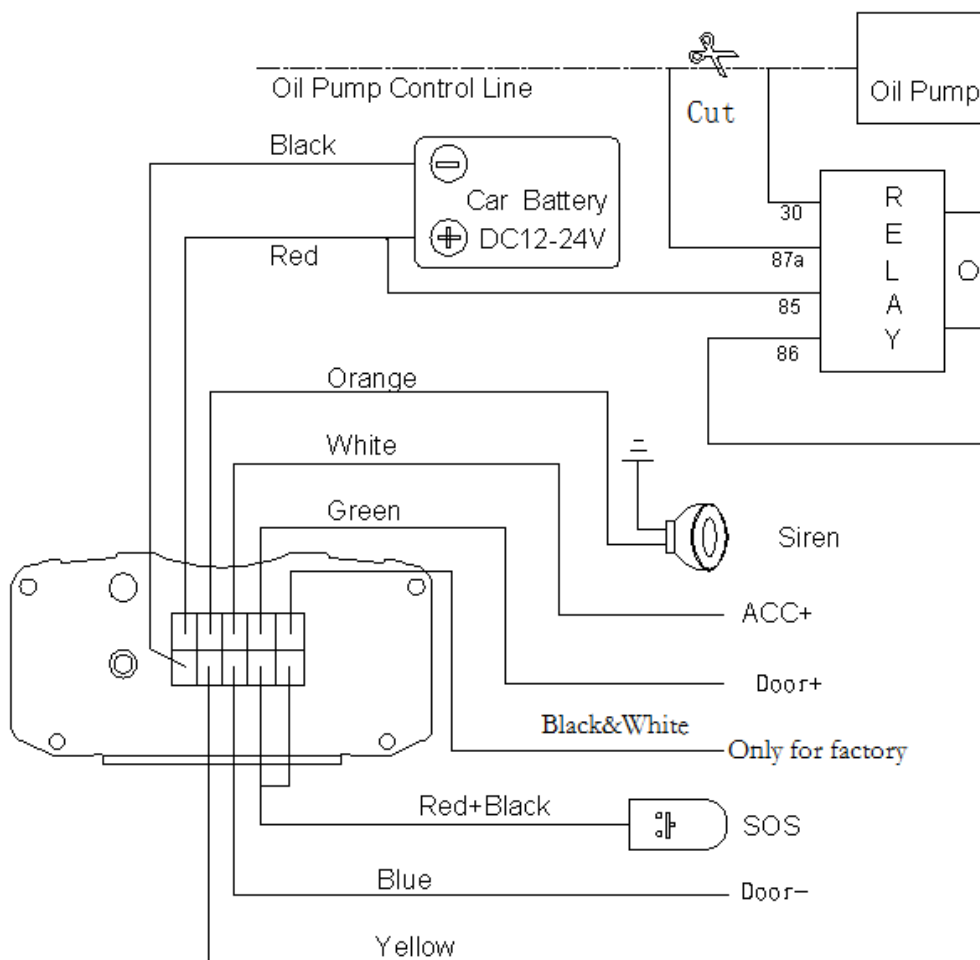 Oil Pump Control Line
Cut
Oil Pump
Black
Car Battery
DC12-24V
Red
30
87a
85
86
R
E
L
A
Y
O
Orange
White
Green
Siren
ACC+
Door+
Black&White
Only for factory
Red+Black
SOS
Blue
Door-
Yellow